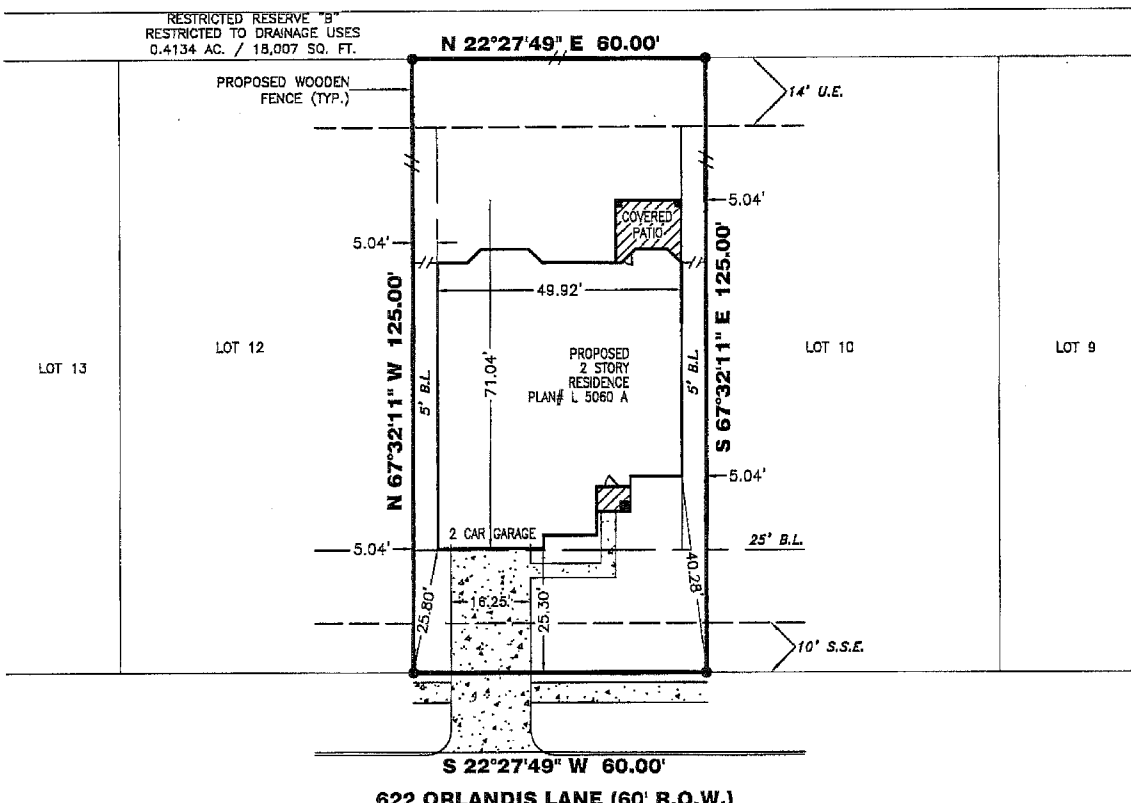 RESTRICTED RESERVE "B"
RESTRICTED TO DRAINAGE USES
0.4134 AC. / 18,007 SQ. FT.
N 22°27'49" E 60.00'
PROPOSED WOODEN
FENCE (TYP.)
14' U.E.
5.04'
COVERED
PATIO
5.04'
49.92'
N 67°32'11" W 125.00'
S 67°32'11" E 125.00'
LOT 13
LOT 12
5' B.L.
71.04'
PROPOSED
2 STORY
RESIDENCE
PLAN# L 5060 A
5' B.L.
LOT 10
LOT 9
5.04'
2 CAR GARAGE
5.04'
25' B.L.
25.80'
16.25'
25.30'
40.28'
10' S.S.E.
S 22°27'49" W 60.00'
622 ORLANDIS LANE (60' R.O.W.)